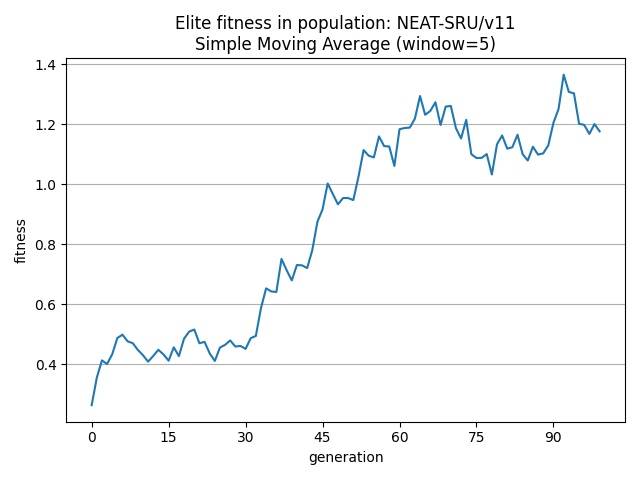 Elite fitness in population: NEAT-SRU/v11
Simple Moving Average (window=5)
1.4
1.2
1.0
0.8
0.6
0.4
fitness
0 15 30 45 60 75 90
generation